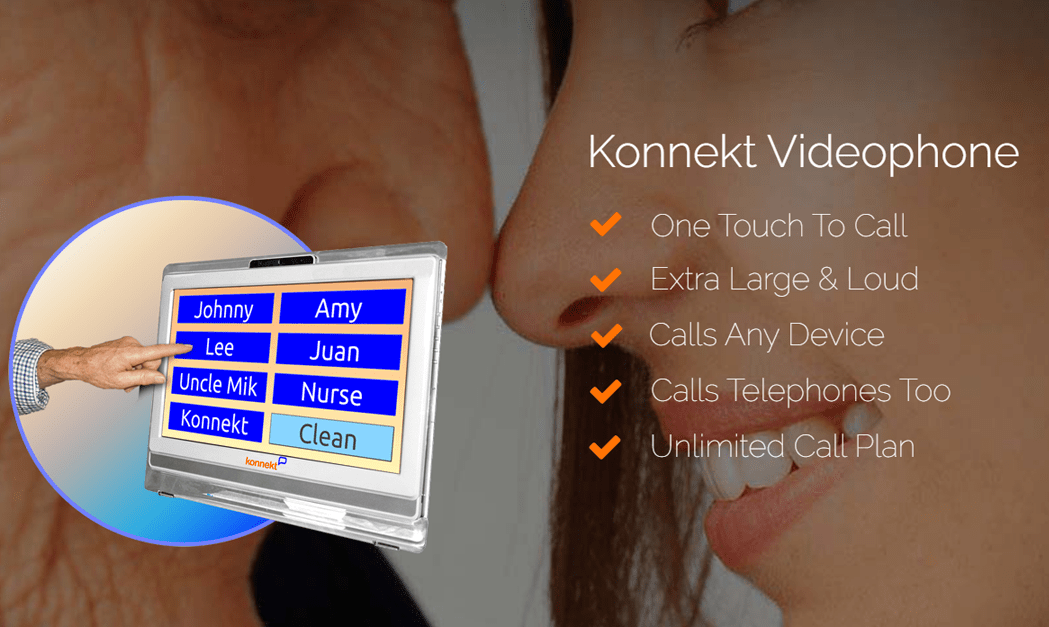 Konnekt Videophone
One Touch To Call
Extra Large & Loud
Calls Any Device
Calls Telephones Too
Unlimited Call Plan
Johnny
Amy
Lee
Juan
Uncle Mik
Nurse
Konnekt
Clean
konnekt